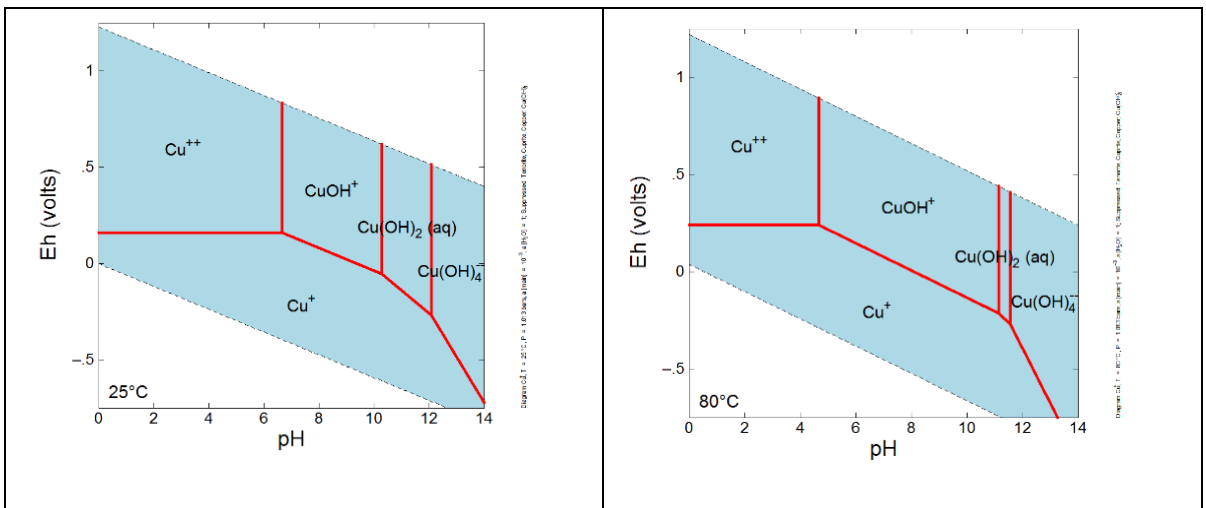 1
.5
0
−.5
Eh (volts)
Cu++
CuOH+
Cu(OH)2 (aq)
Cu(OH)4−−
Cu+
25°C
0 2 4 6 8 10 12 14
pH
1
.5
0
−.5
Eh (volts)
Cu++
CuOH+
Cu(OH)2 (aq)
Cu(OH)4−−
Cu+
80°C
0 2 4 6 8 10 12 14
pH